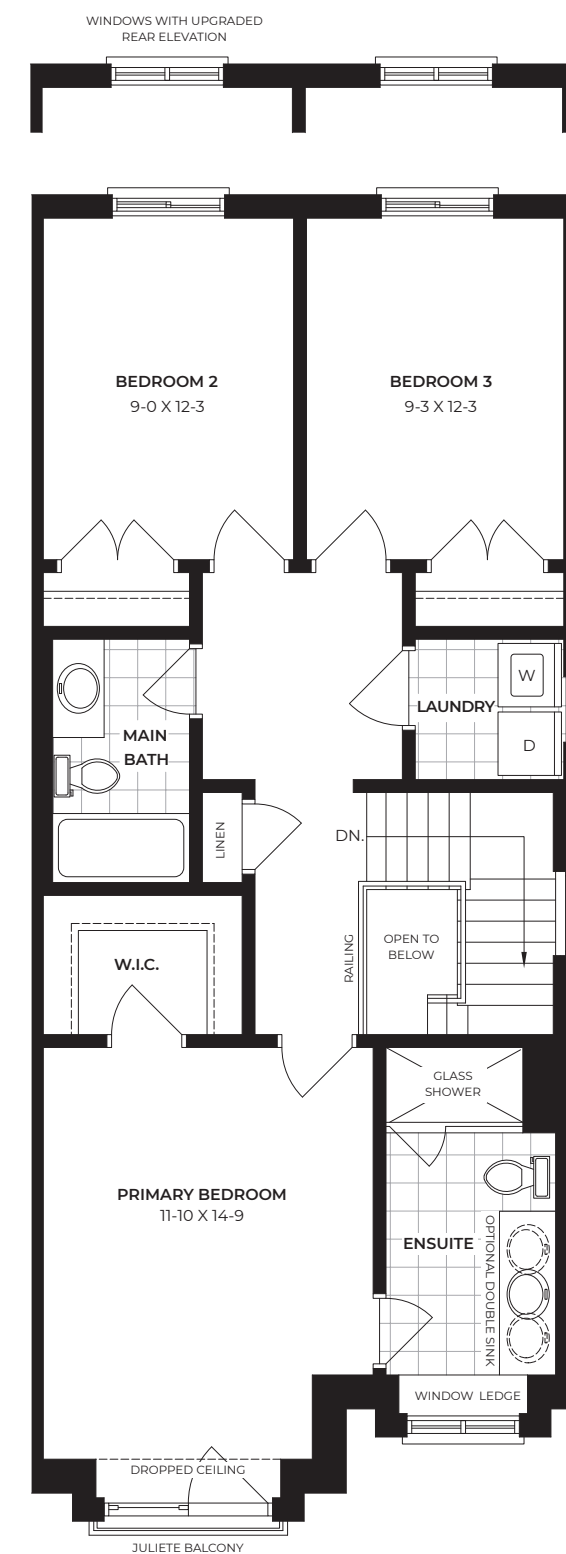 WINDOWS WITH UPGRADED
REAR ELEVATION
BEDROOM 2
9-0 X 12-3
BEDROOM 3
9-3 X 12-3
W
LAUNDRY
D
MAIN
BATH
LINEN
DN.
OPEN TO
BELOW
RAILING
W.I.C.
GLASS
SHOWER
PRIMARY BEDROOM
11-10 X 14-9
ENSUITE
OPTIONAL DOUBLE SINK
WINDOW LEDGE
DROPPED CEILING
JULIETE BALCONY